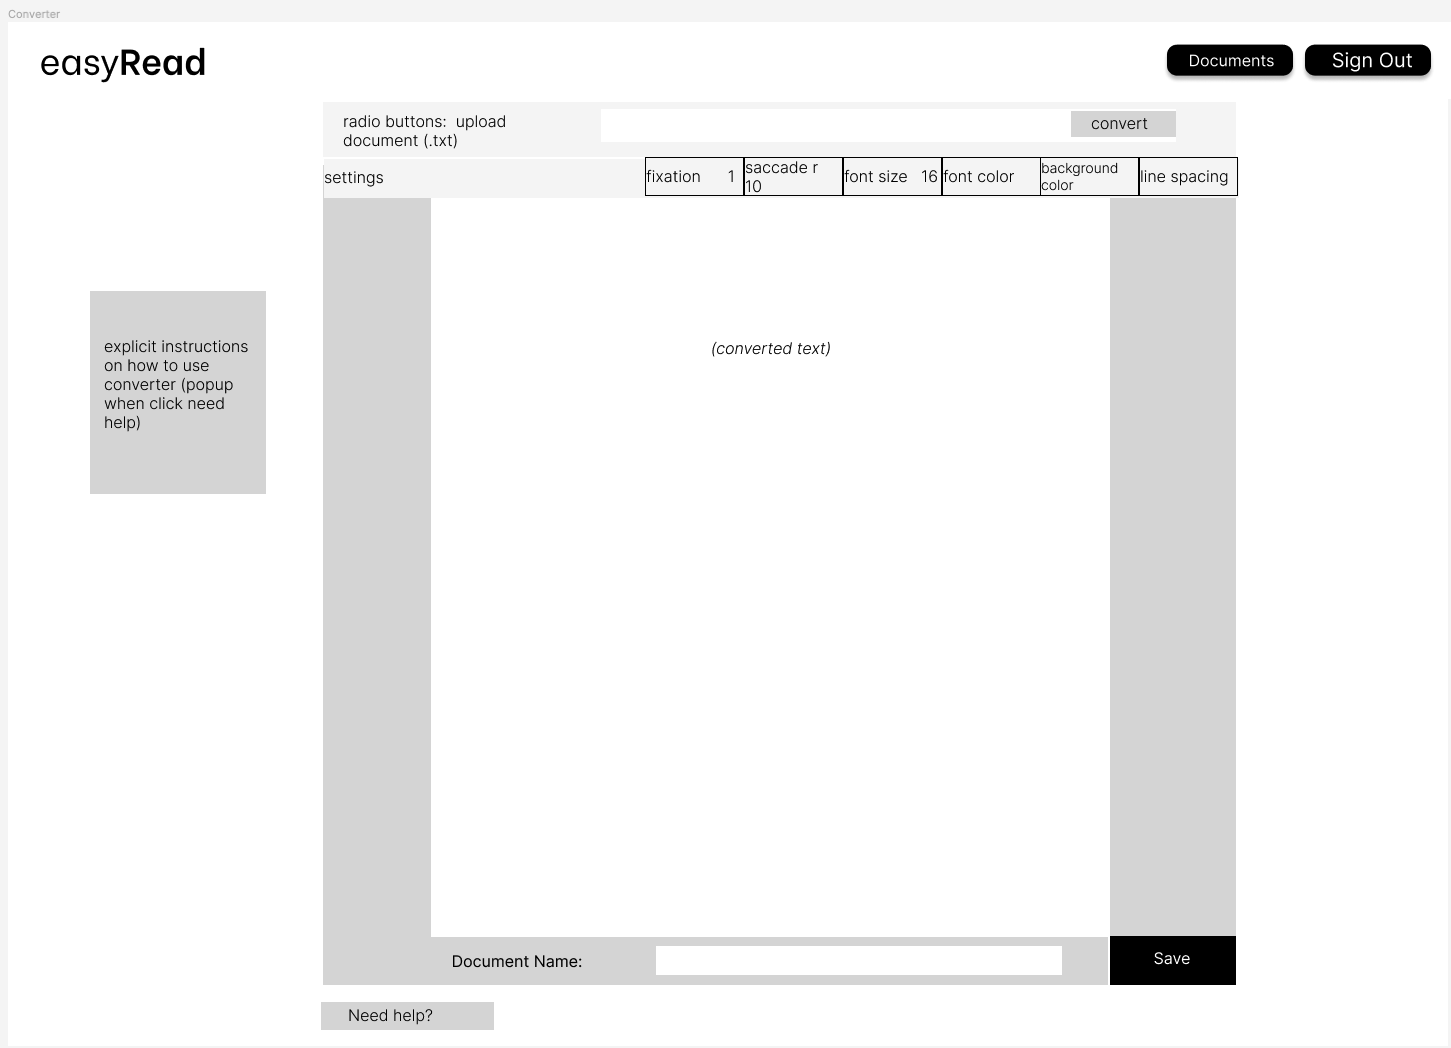 Converter
easyRead
Documents
Sign Out
radio buttons:  upload
document (.txt)
convert
settings
fixation 1
saccade r
10
font size 16
font color
background
color
line spacing
explicit instructions
on how to use
converter (popup
when click need
help)
(converted text)
Document Name:
Save
Need help?